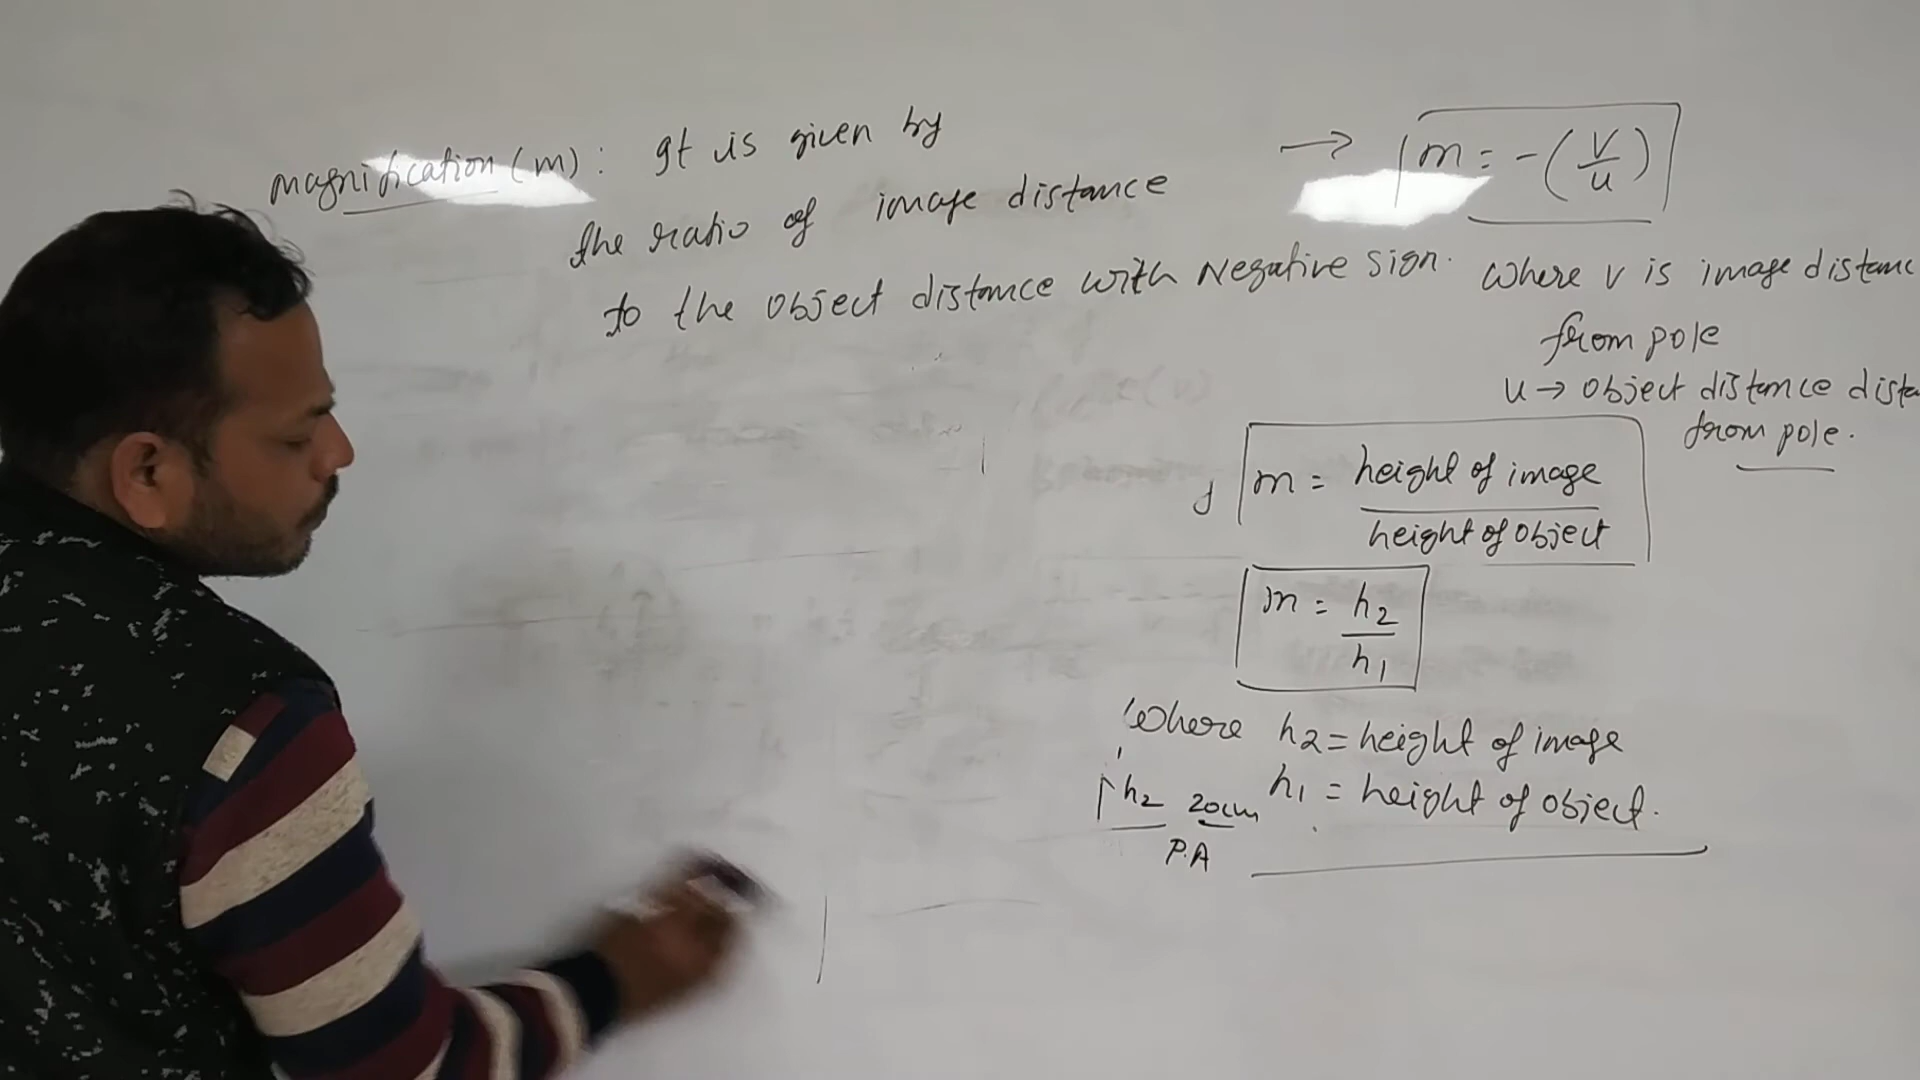 magnification (m) : It is given by
the ratio of image distance
to the object distance with Negative sign.
→ m = -(v/u)
Where v is image distanc
from pole
u → object distance dista
from pole.
m = height of image
height of object
m = h2
h1
Where h2 = height of image
h1 = height of object.
h2 20cm
P.A